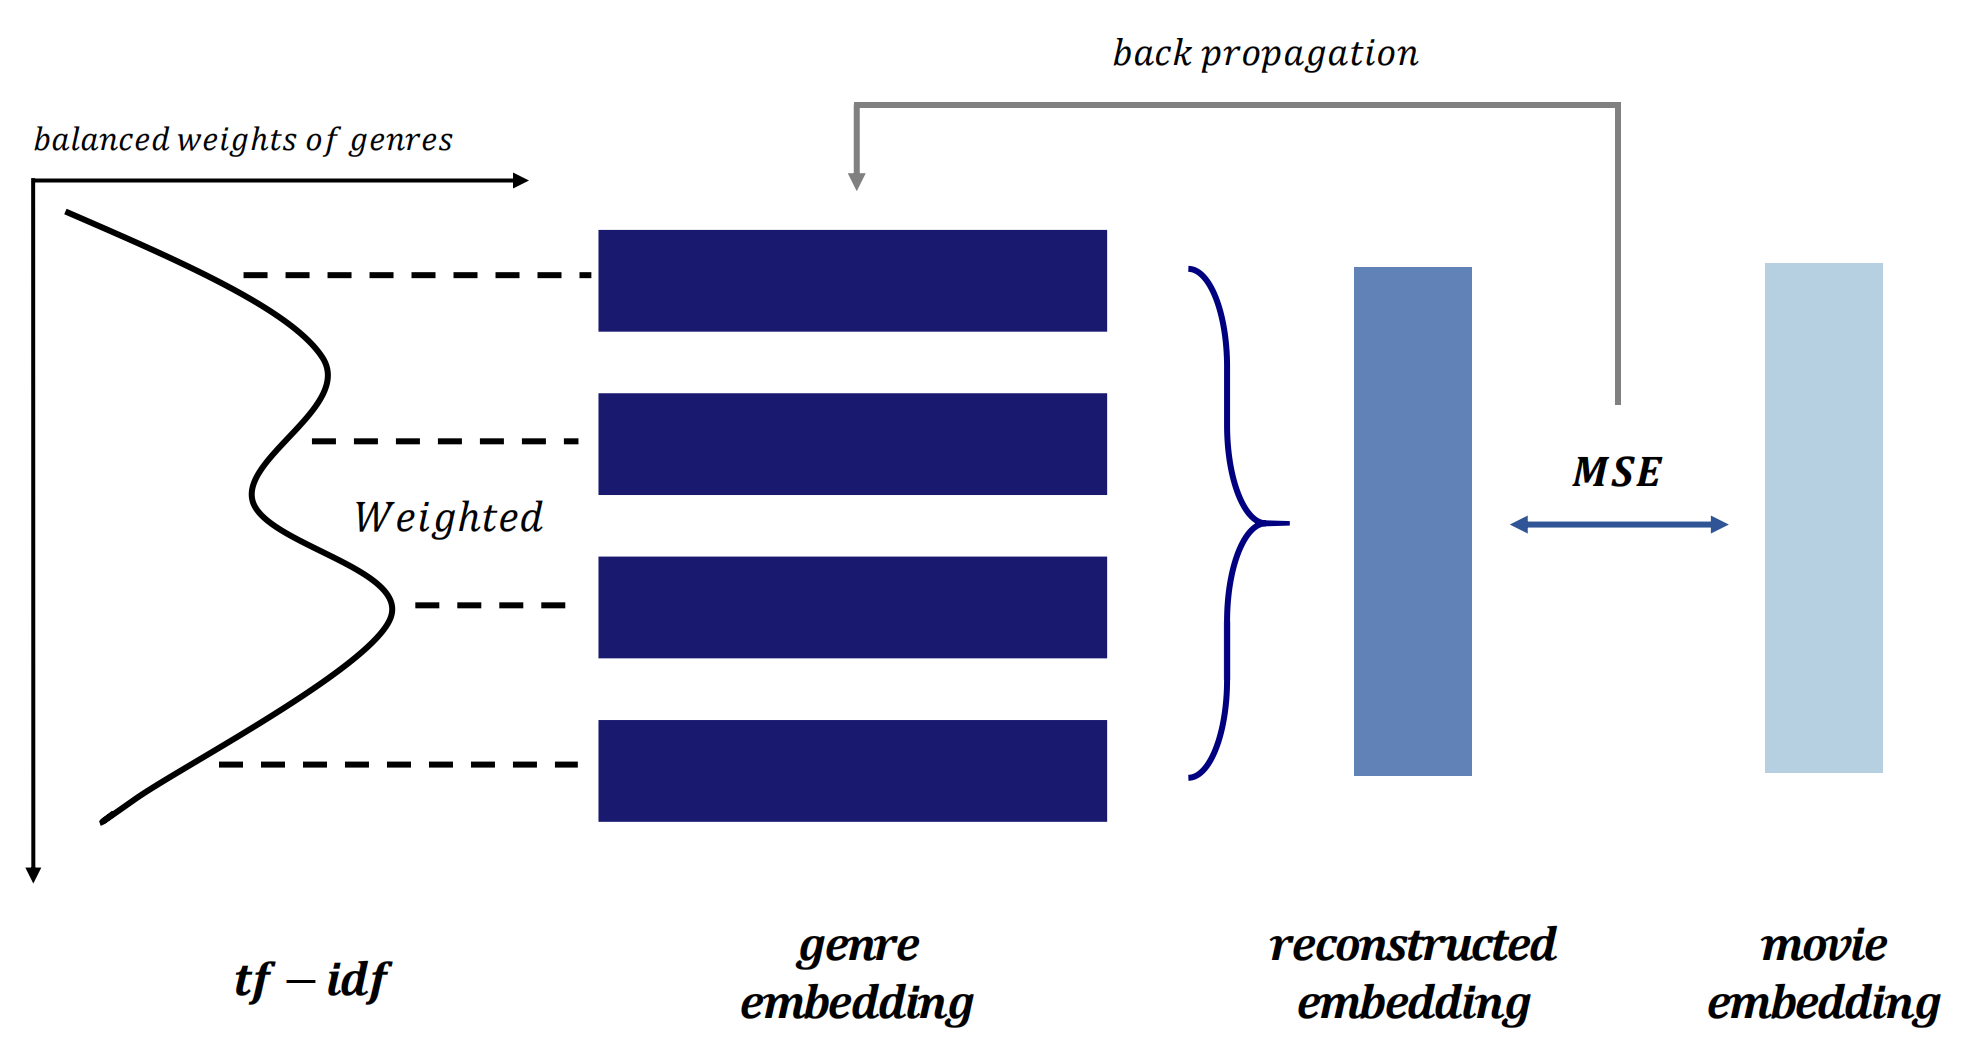 back propagation
balanced weights of genres
Weighted
MSE
tf – idf
genre
embedding
reconstructed
embedding
movie
embedding